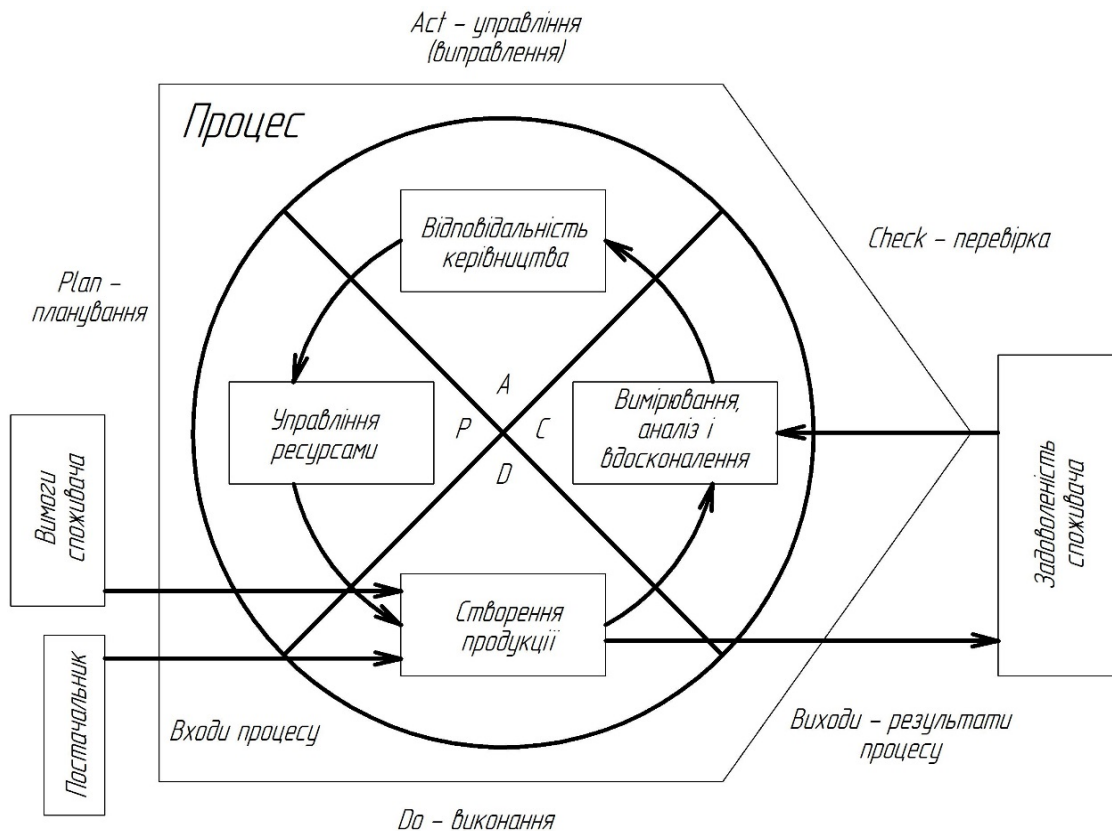 Act – управління
(виправлення)
Процес
Відповідальність
керівництва
Check – перевірка
Plan –
планування
Управління
ресурсами
A
P
C
D
Вимірювання,
аналіз і
вдосконалення
Вимоги
споживача
Задоволеність
споживача
Створення
продукції
Постачальник
Входи процесу
Виходи – результати
процесу
Do – виконання